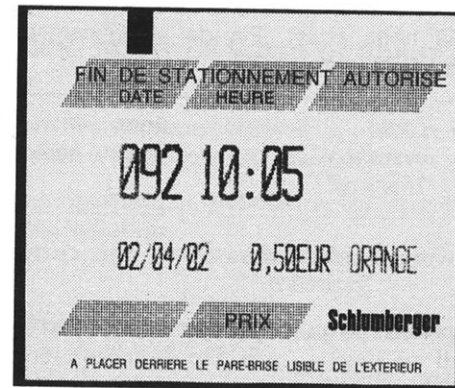 FIN DE STATIONNEMENT AUTORISE
DATE HEURE
092 10:05
02/04/02 0,50EUR ORANGE
PRIX Schlumberger
A PLACER DERRIERE LE PARE-BRISE LISIBLE DE L'EXTERIEUR